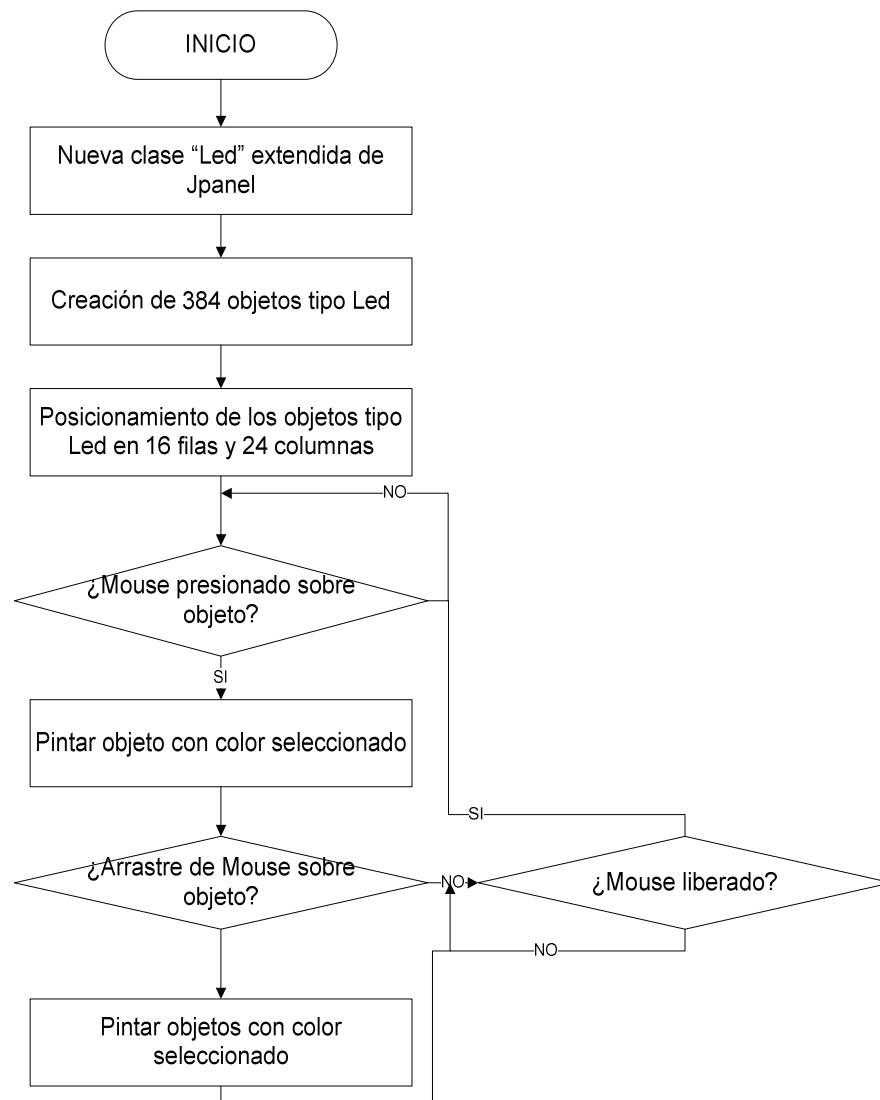 INICIO
Nueva clase “Led” extendida de
Jpanel
Creación de 384 objetos tipo Led
Posicionamiento de los objetos tipo
Led en 16 filas y 24 columnas
NO
¿Mouse presionado sobre
objeto?
SI
Pintar objeto con color seleccionado
SI
¿Arrastre de Mouse sobre
objeto?
NO
¿Mouse liberado?
NO
Pintar objetos con color
seleccionado